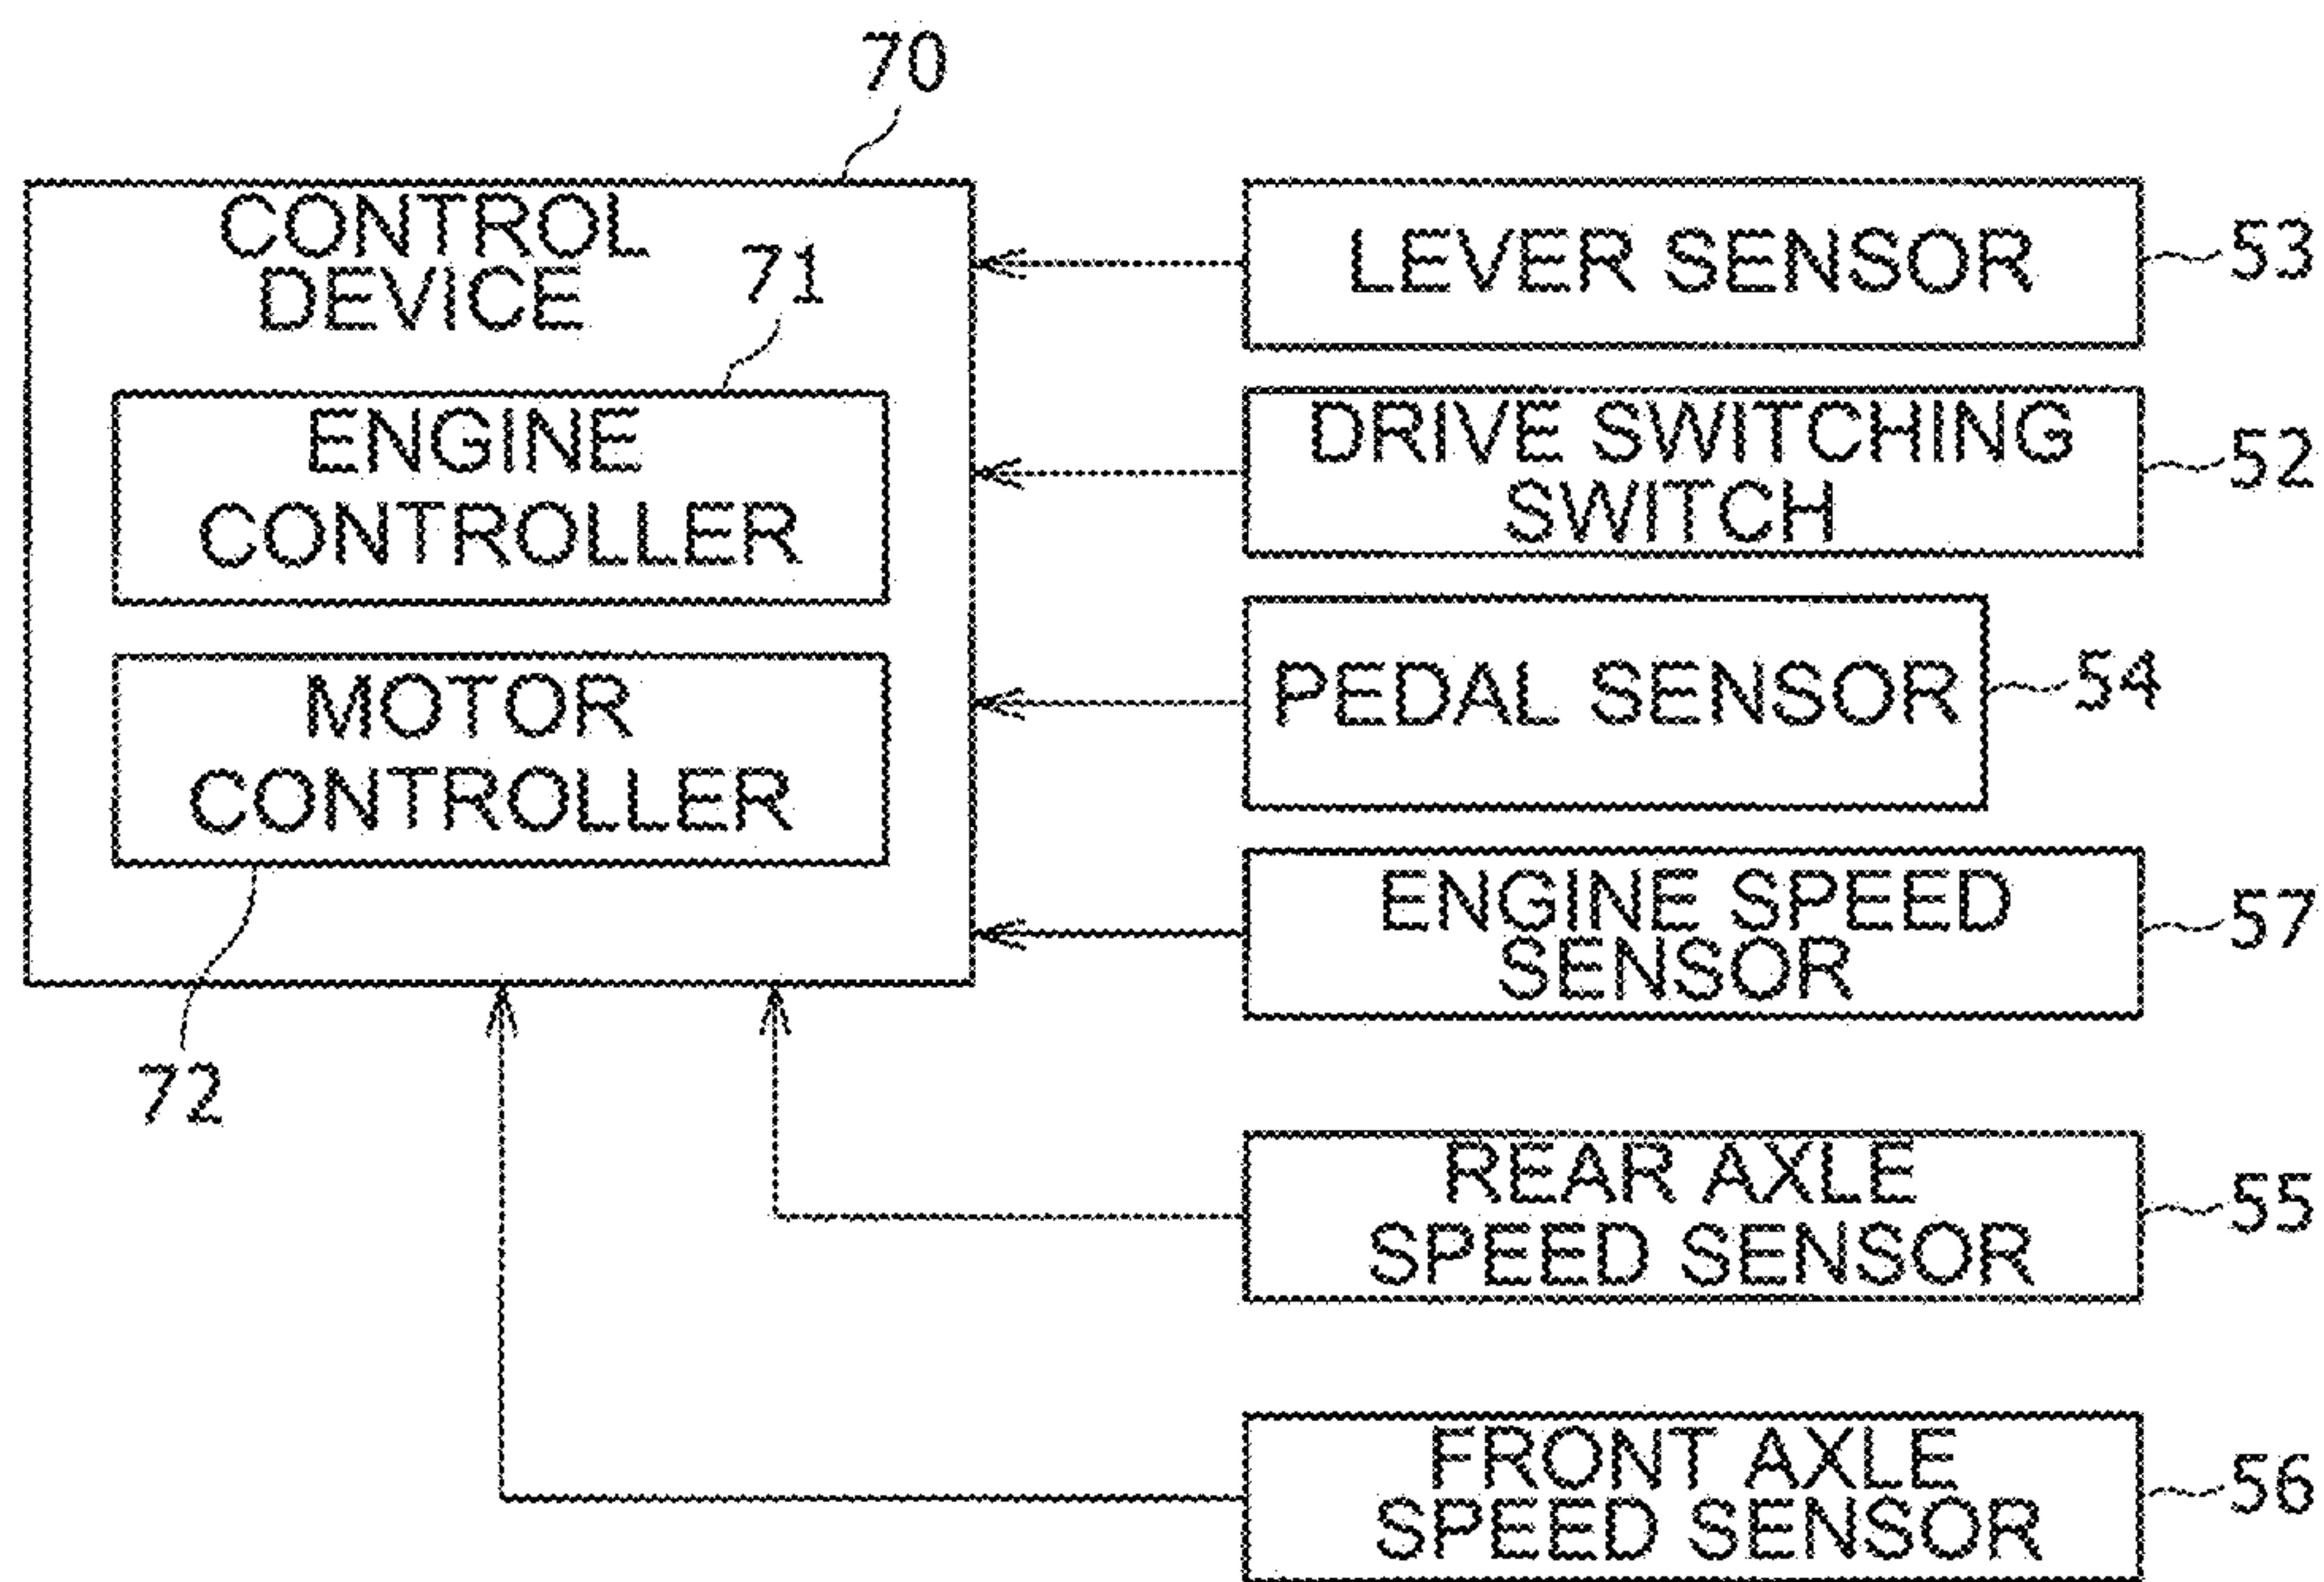 70
CONTROL
DEVICE
71
ENGINE
CONTROLLER
MOTOR
CONTROLLER
72
LEVER SENSOR
53
DRIVE SWITCHING
SWITCH
52
PEDAL SENSOR
54
ENGINE SPEED
SENSOR
57
REAR AXLE
SPEED SENSOR
55
FRONT AXLE
SPEED SENSOR
56